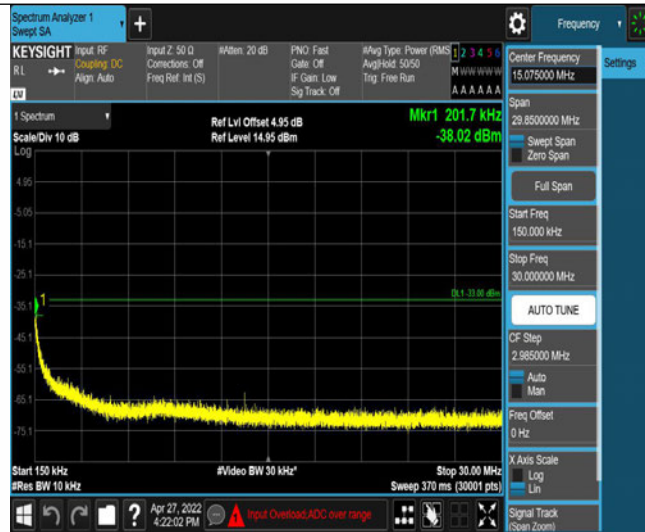 Spectrum Analyzer 1
Swept SA
+
Frequency
KEYSIGHT
RL
Input: RF
Coupling: DC
Align: Auto
Input Z: 50 Ω
Corrections: Off
Freq Ref: Int (S)
#Atten: 20 dB
PNO: Fast
Gate: Off
IF Gain: Low
Sig Track: Off
#Avg Type: Power (RMS
Avg|Hold: 50/50
Trig: Free Run
1 2 3 4 5 6
M W W W W W
A A A A A A
1 Spectrum
Scale/Div 10 dB
Log
Ref Lvl Offset 4.95 dB
Ref Level 14.95 dBm
Mkr1 201.7 kHz
-38.02 dBm
4.95
-5.05
-15.1
-25.1
-35.1
-45.1
-55.1
-65.1
-75.1
1
DL1 -33.00 dBm
Start 150 kHz
#Res BW 10 kHz
#Video BW 30 kHz*
Stop 30.00 MHz
Sweep 370 ms (30001 pts)
?
Apr 27, 2022
4:22:02 PM
Input Overload;ADC over range
Center Frequency
15.075000 MHz
Settings
Span
29.8500000 MHz
Swept Span
Zero Span
Full Span
Start Freq
150.000 kHz
Stop Freq
30.000000 MHz
AUTO TUNE
CF Step
2.985000 MHz
Auto
Man
Freq Offset
0 Hz
X Axis Scale
Log
Lin
Signal Track
(Span Zoom)